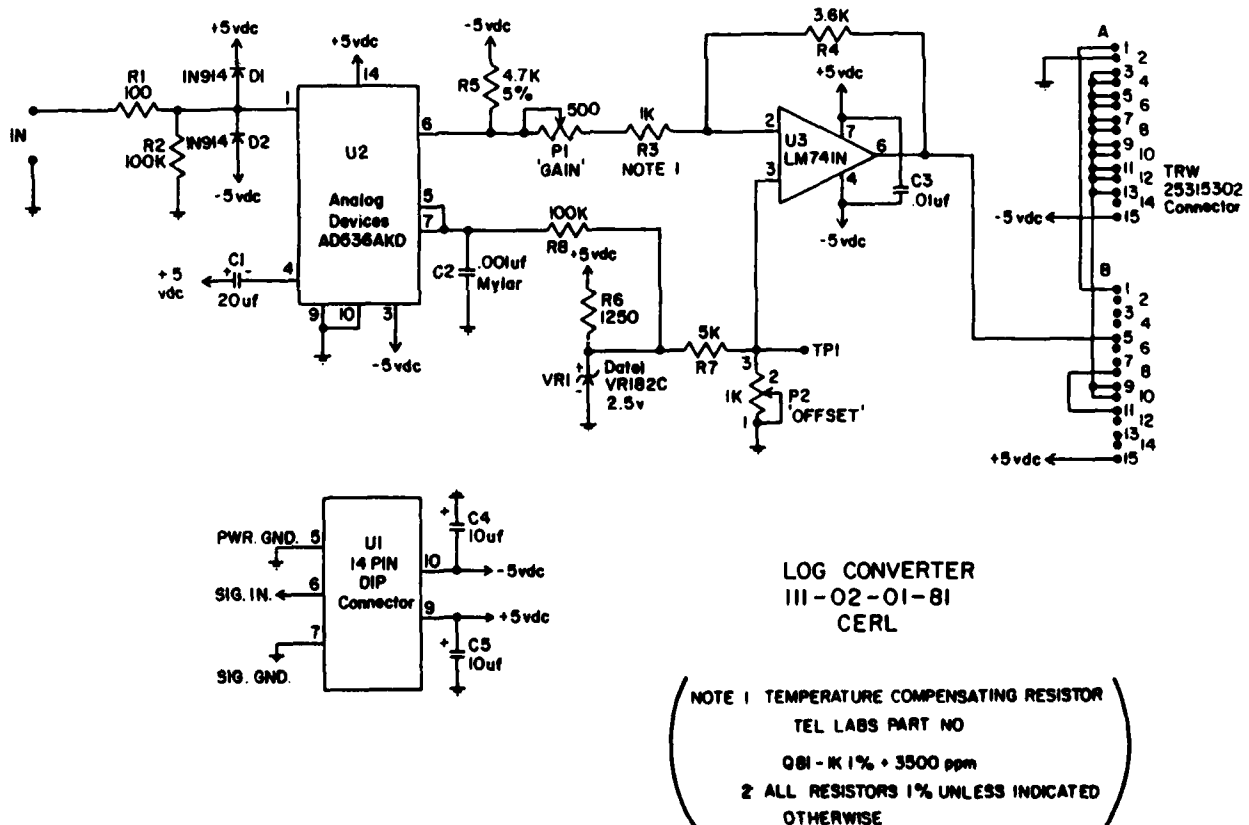 +5vdc
IN914 D1
R1
100
IN
R2
100K
IN914 D2
-5vdc
+5vdc
14
1
U2
Analog
Devices
AD536AKD
6
5
7
4
9
10
3
-5vdc
+5
vdc
C1
+ -
20uf
-5vdc
R5
4.7K
5%
500
P1
'GAIN'
1K
R3
NOTE 1
3.6K
R4
+5vdc
2
3
U3
LM741N
7
6
4
-5vdc
C3
.01uf
C2
.001uf
Mylar
100K
R8
+5vdc
R6
1250
VR1
+
-
Datel
VR182C
2.5v
5K
R7
TP1
3
2
1K
1
P2
'OFFSET'
A
1
2
3
4
5
6
7
8
9
10
11
12
13
14
15
TRW
25315302
Connector
-5vdc
B
1
2
3
4
5
6
7
8
9
10
11
12
13
14
15
+5vdc
PWR. GND. 5
SIG. IN. 6
7
SIG. GND.
U1
14 PIN
DIP
Connector
10
9
+ C4
10uf
-5vdc
+5vdc
+ C5
10uf
LOG CONVERTER
111-02-01-81
CERL
NOTE 1 TEMPERATURE COMPENSATING RESISTOR
TEL LABS PART NO
Q81-1K 1% + 3500 ppm
2 ALL RESISTORS 1% UNLESS INDICATED
OTHERWISE